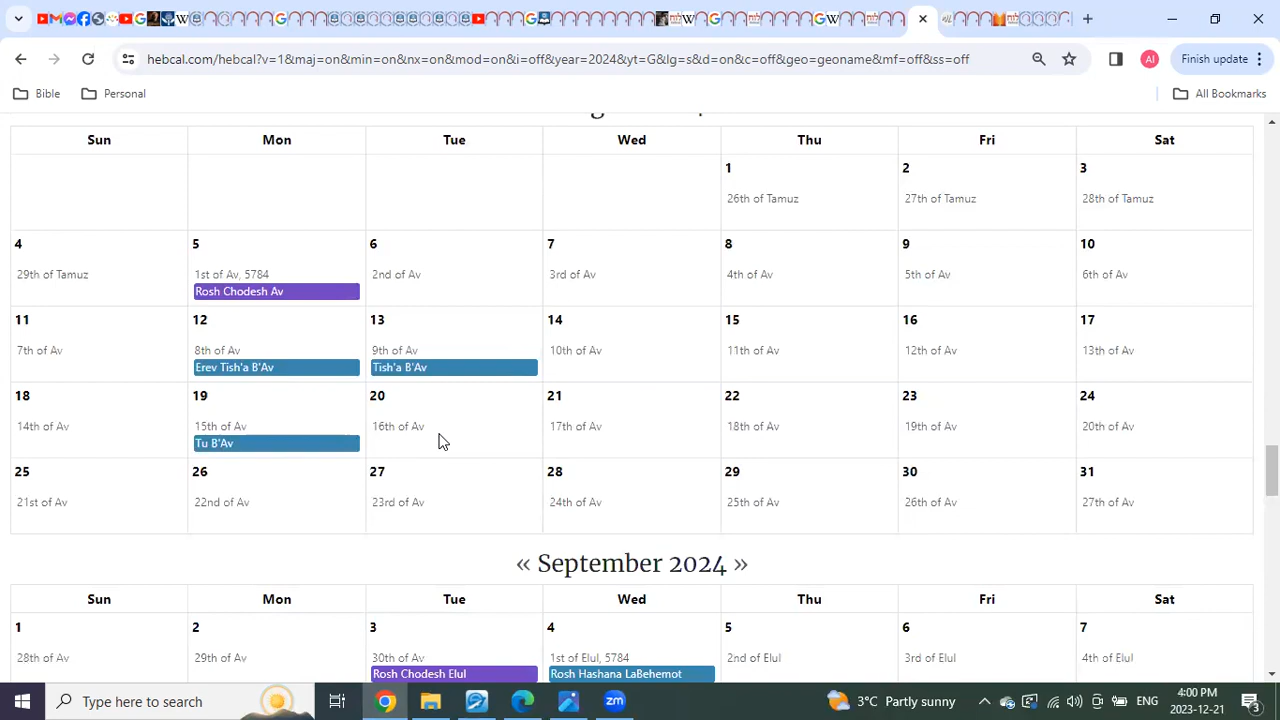 hebcal.com/hebcal?v=1&maj=on&min=on&nx=on&mod=on&i=off&year=2024&yt=G&lg=s&d=on&c=off&geo=geoname&mf=off&ss=off
AI
Finish update
Bible Personal All Bookmarks
Sun Mon Tue Wed Thu Fri Sat
1 2 3
26th of Tamuz 27th of Tamuz 28th of Tamuz
4 5 6 7 8 9 10
29th of Tamuz 1st of Av, 5784 2nd of Av 3rd of Av 4th of Av 5th of Av 6th of Av
Rosh Chodesh Av
11 12 13 14 15 16 17
7th of Av 8th of Av 9th of Av 10th of Av 11th of Av 12th of Av 13th of Av
Erev Tish'a B'Av Tish'a B'Av
18 19 20 21 22 23 24
14th of Av 15th of Av 16th of Av 17th of Av 18th of Av 19th of Av 20th of Av
Tu B'Av
25 26 27 28 29 30 31
21st of Av 22nd of Av 23rd of Av 24th of Av 25th of Av 26th of Av 27th of Av
« September 2024 »
Sun Mon Tue Wed Thu Fri Sat
1 2 3 4 5 6 7
28th of Av 29th of Av 30th of Av 1st of Elul, 5784 2nd of Elul 3rd of Elul 4th of Elul
Rosh Chodesh Elul Rosh Hashana LaBehemot
Type here to search
3°C Partly sunny
ENG
4:00 PM
2023-12-21
3